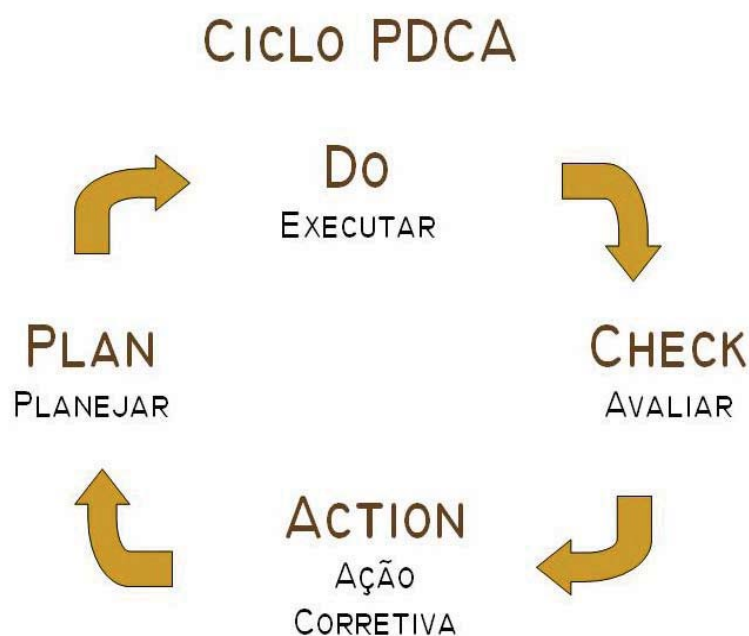 Ciclo PDCA
Do
Executar
Plan
Planejar
Check
Avaliar
Action
Ação
Corretiva